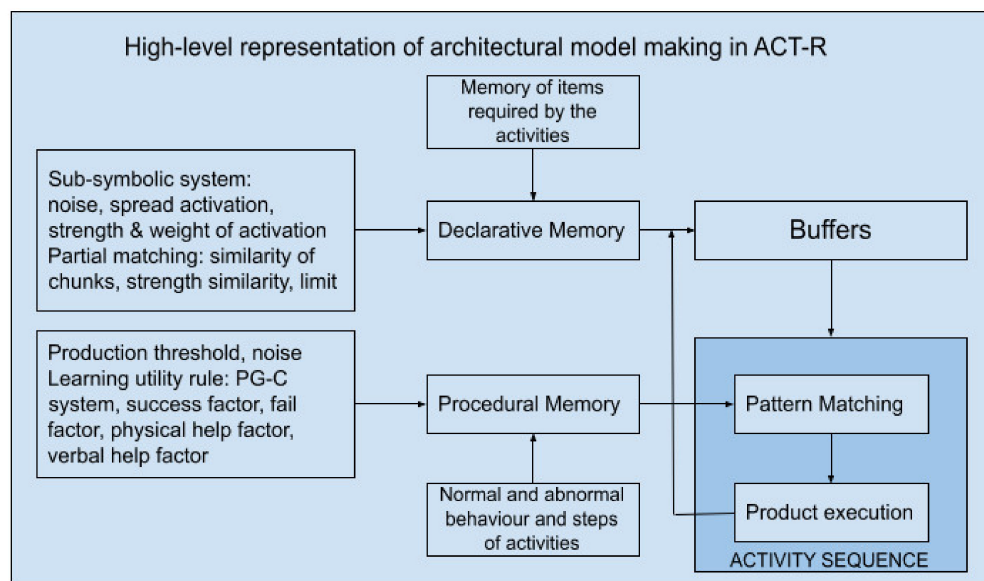 High-level representation of architectural model making in ACT-R
Memory of items
required by the
activities
Sub-symbolic system:
noise, spread activation,
strength & weight of activation
Partial matching: similarity of
chunks, strength similarity, limit
Declarative Memory
Buffers
Production threshold, noise
Learning utility rule: PG-C
system, success factor, fail
factor, physical help factor,
verbal help factor
Procedural Memory
Pattern Matching
Normal and abnormal
behaviour and steps
of activities
Product execution
ACTIVITY SEQUENCE